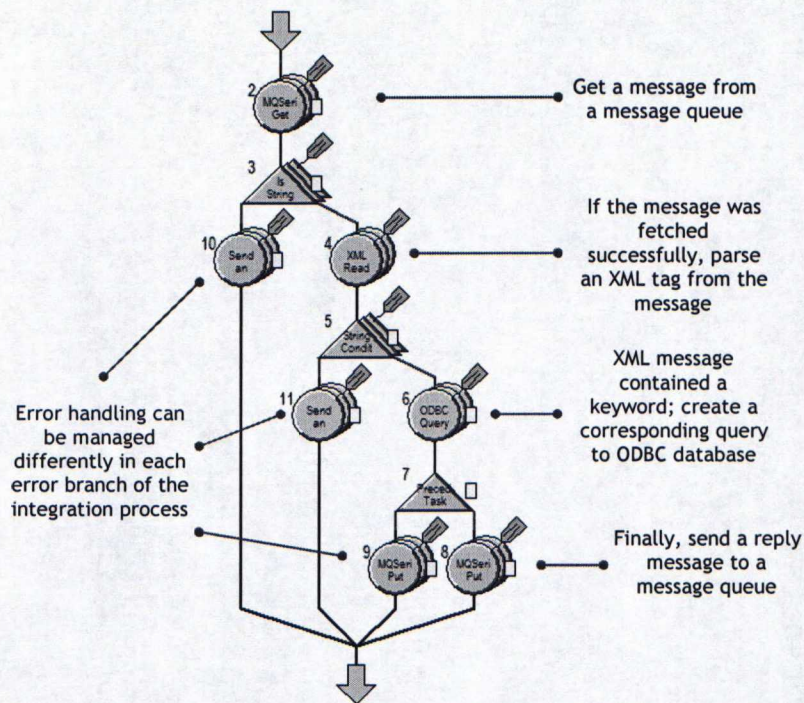 2
MQSeri
Get
Get a message from
a message queue
3
Is
String
10
Send
an
4
XML
Read
If the message was
fetched
successfully, parse
an XML tag from the
message
5
String
Condit
11
Send
an
6
ODBC
Query
XML message
contained a
keyword; create a
corresponding query
to ODBC database
Error handling can
be managed
differently in each
error branch of the
integration process
7
Preced
Task
9
MQSeri
Put
8
MQSeri
Put
Finally, send a reply
message to a
message queue